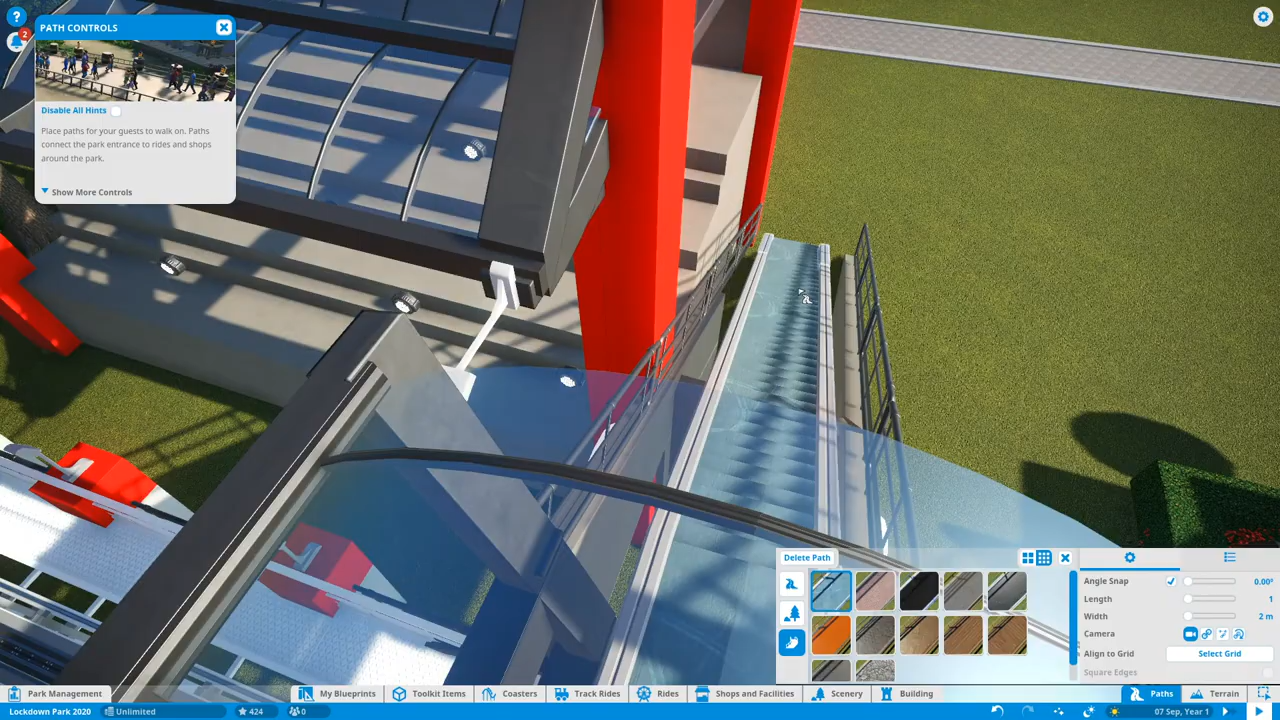 ?
2
PATH CONTROLS
Disable All Hints
Place paths for your guests to walk on. Paths
connect the park entrance to rides and shops
around the park.
Show More Controls
Delete Path
Angle Snap
0.00°
Length
1
Width
2 m
Camera
Align to Grid
Select Grid
Square Edges
Park Management
My Blueprints
Toolkit Items
Coasters
Track Rides
Rides
Shops and Facilities
Scenery
Building
Paths
Terrain
Lockdown Park 2020
Unlimited
424
0
07 Sep, Year 1